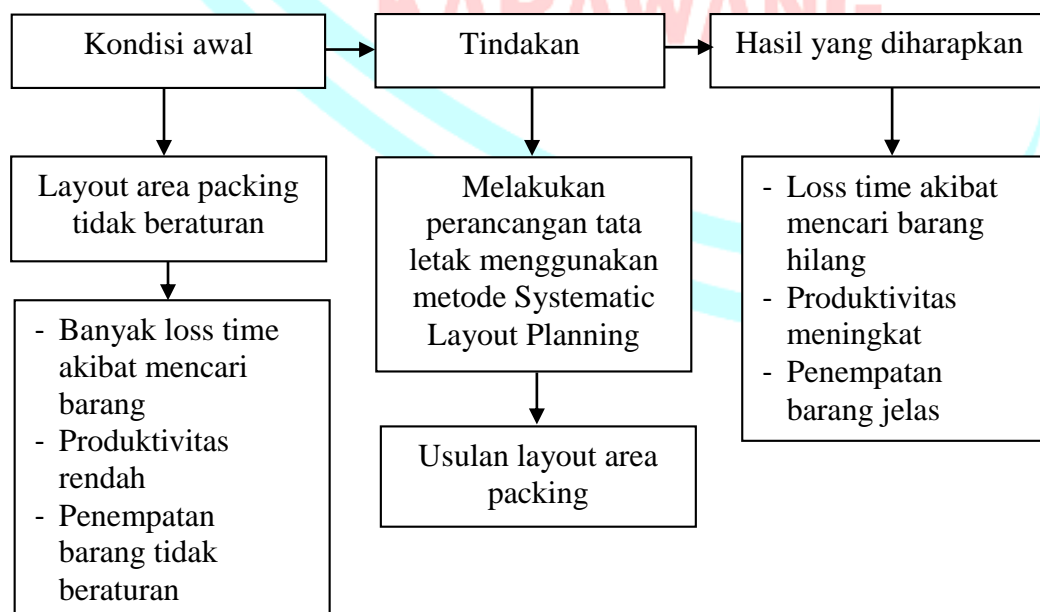 KARAWANG
Kondisi awal
Tindakan
Hasil yang diharapkan
Layout area packing
tidak beraturan
- Banyak loss time
akibat mencari
barang
- Produktivitas
rendah
- Penempatan
barang tidak
beraturan
Melakukan
perancangan tata
letak menggunakan
metode Systematic
Layout Planning
Usulan layout area
packing
- Loss time akibat
mencari barang
hilang
- Produktivitas
meningkat
- Penempatan
barang jelas